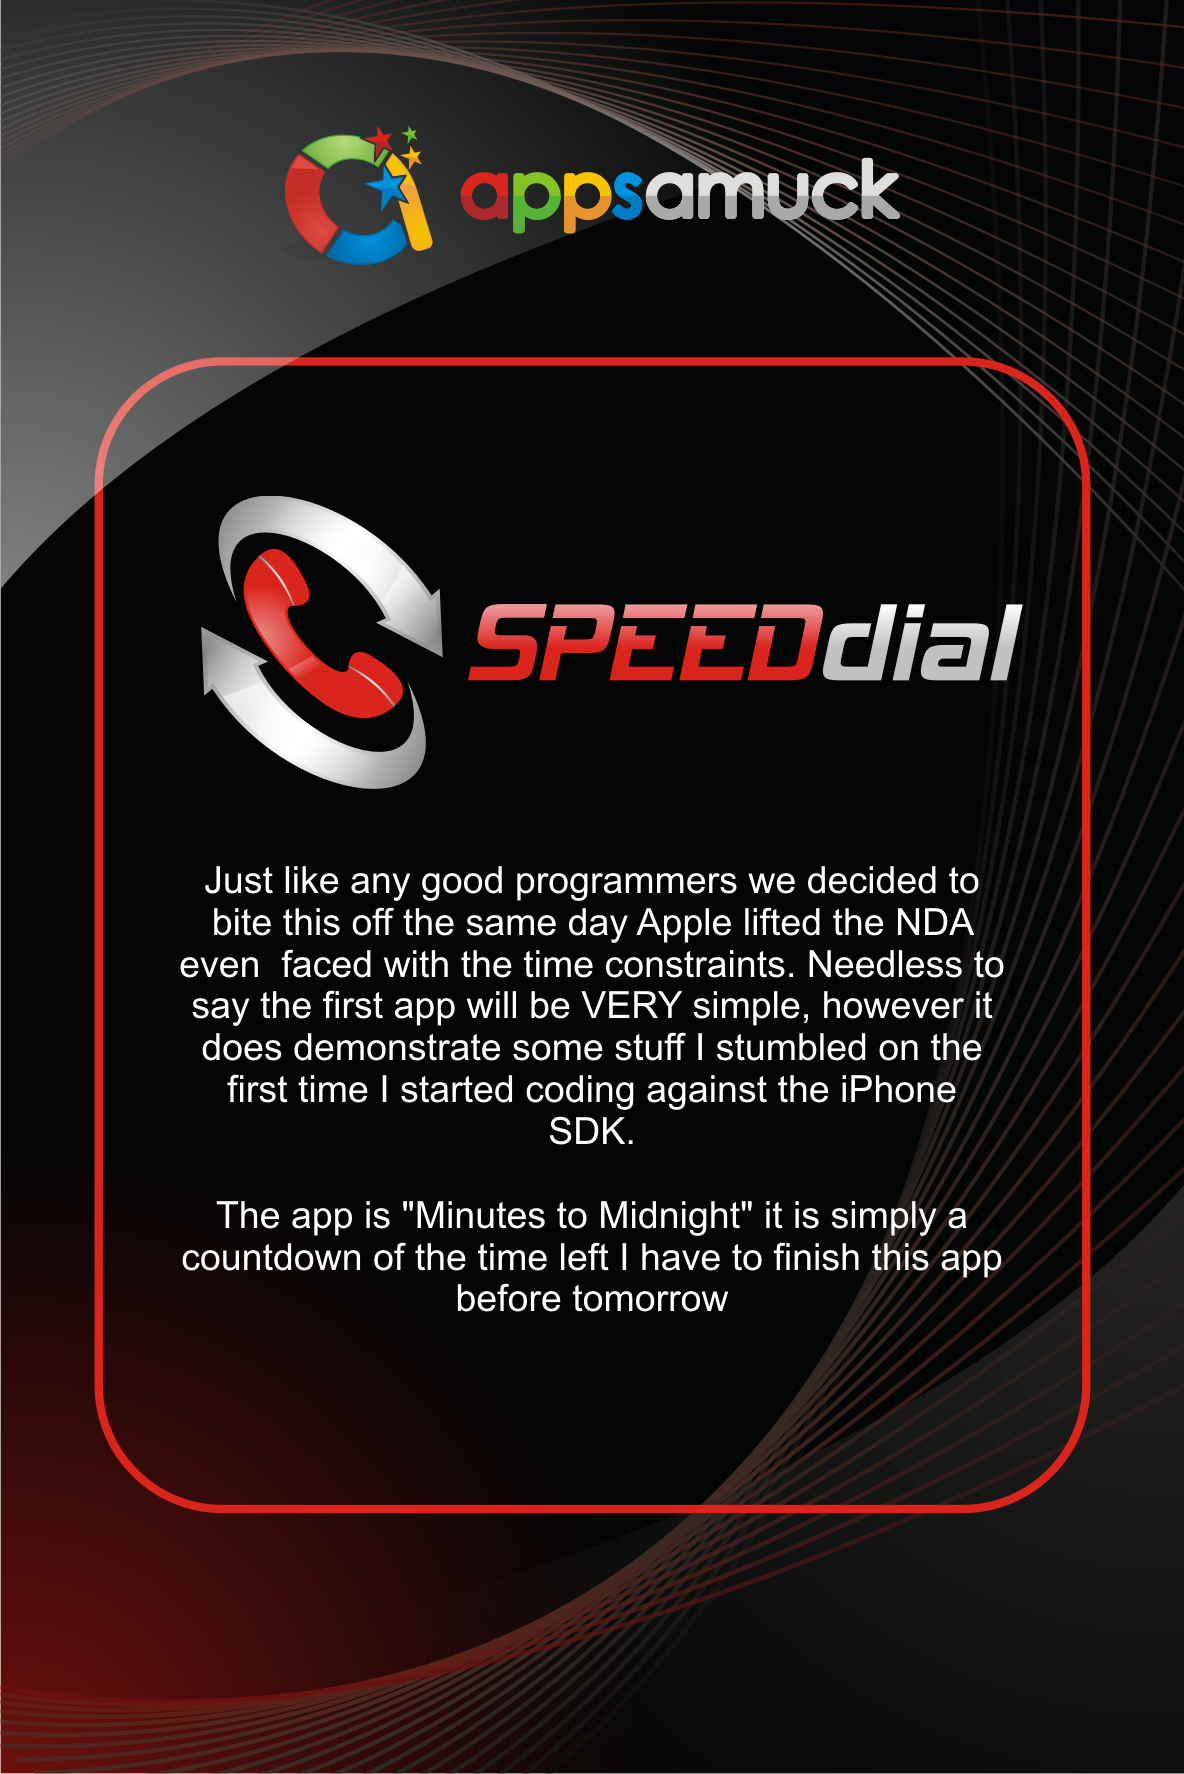 appsamuck
SPEEDdial
Just like any good programmers we decided to
bite this off the same day Apple lifted the NDA
even  faced with the time constraints. Needless to
say the first app will be VERY simple, however it
does demonstrate some stuff I stumbled on the
first time I started coding against the iPhone
SDK.
The app is "Minutes to Midnight" it is simply a
countdown of the time left I have to finish this app
before tomorrow